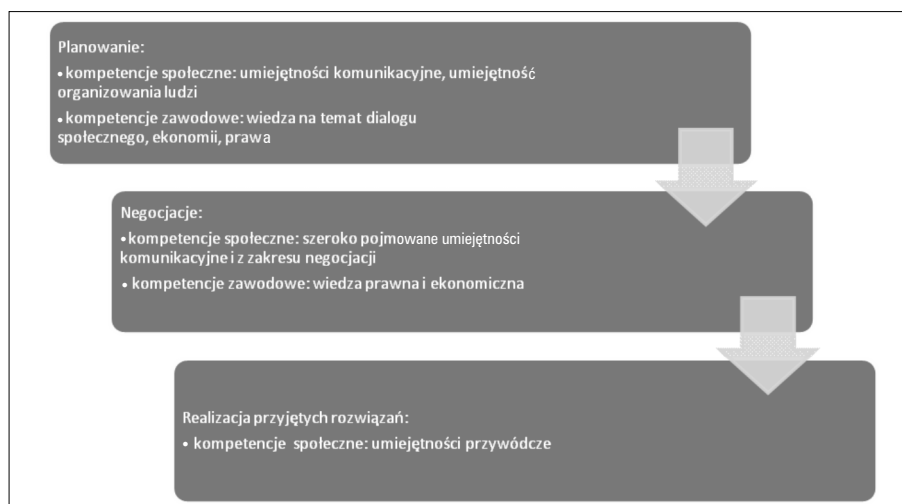 Planowanie:
• kompetencje społeczne: umiejętności komunikacyjne, umiejętność
organizowania ludzi
• kompetencje zawodowe: wiedza na temat dialogu
społecznego, ekonomii, prawa
Negocjacje:
• kompetencje społeczne: szeroko pojmowane umiejętności
komunikacyjne i z zakresu negocjacji
• kompetencje zawodowe: wiedza prawna i ekonomiczna
Realizacja przyjętych rozwiązań:
• kompetencje społeczne: umiejętności przywódcze